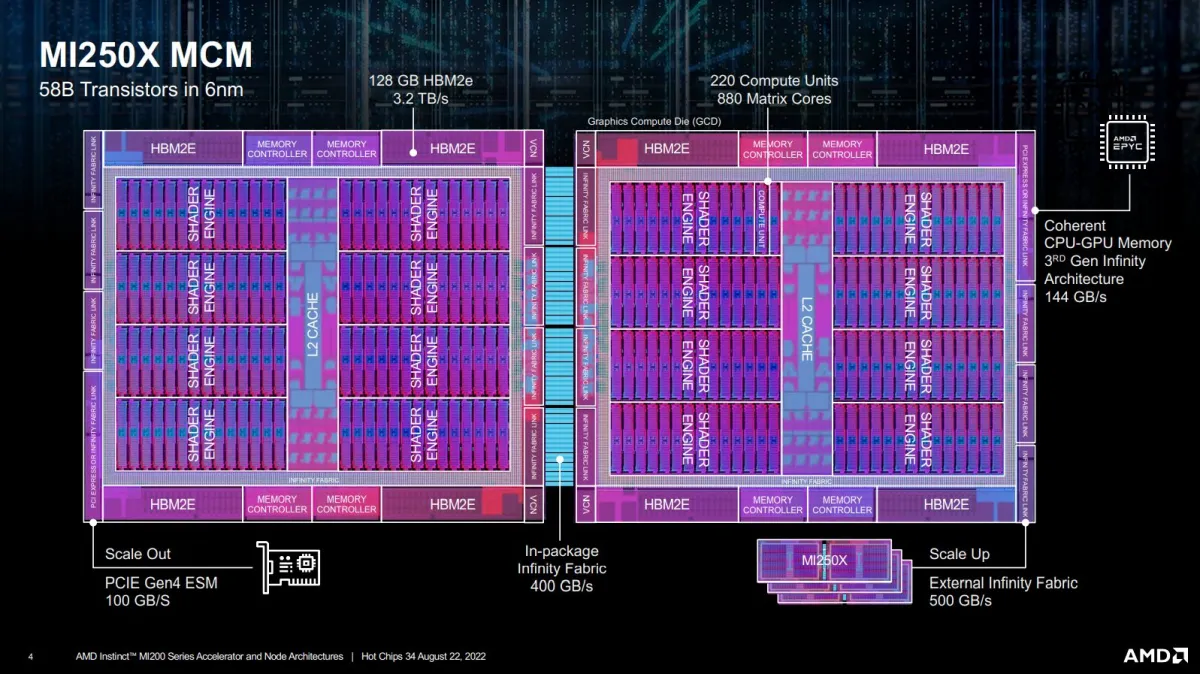 MI250X MCM
58B Transistors in 6nm
128 GB HBM2e
3.2 TB/s
220 Compute Units
880 Matrix Cores
Graphics Compute Die (GCD)
AMD
EPYC
Coherent
CPU-GPU Memory
3RD Gen Infinity
Architecture
144 GB/s
INFINITY FABRIC LINK
HBM2E
MEMORY
CONTROLLER
MEMORY
CONTROLLER
HBM2E
VCN
VCN
HBM2E
MEMORY
CONTROLLER
MEMORY
CONTROLLER
HBM2E
PCI EXPRESS OR INFINITY FABRIC LINK
SHADER
ENGINE
SHADER
ENGINE
INFINITY FABRIC LINK
INFINITY FABRIC LINK
SHADER
ENGINE
COMPUTE UNIT
SHADER
ENGINE
INFINITY FABRIC LINK
SHADER
ENGINE
SHADER
ENGINE
INFINITY FABRIC LINK
INFINITY FABRIC LINK
SHADER
ENGINE
SHADER
ENGINE
INFINITY FABRIC LINK
L2 CACHE
L2 CACHE
INFINITY FABRIC LINK
SHADER
ENGINE
SHADER
ENGINE
INFINITY FABRIC LINK
INFINITY FABRIC LINK
SHADER
ENGINE
SHADER
ENGINE
INFINITY FABRIC LINK
PCI EXPRESS OR INFINITY FABRIC LINK
SHADER
ENGINE
SHADER
ENGINE
INFINITY FABRIC LINK
INFINITY FABRIC LINK
SHADER
ENGINE
SHADER
ENGINE
INFINITY FABRIC LINK
INFINITY FABRIC
INFINITY FABRIC
HBM2E
MEMORY
CONTROLLER
MEMORY
CONTROLLER
HBM2E
VCN
VCN
HBM2E
MEMORY
CONTROLLER
MEMORY
CONTROLLER
HBM2E
Scale Out
PCIE Gen4 ESM
100 GB/S
In-package
Infinity Fabric
400 GB/s
MI250X
Scale Up
External Infinity Fabric
500 GB/s
4
AMD Instinct™ MI200 Series Accelerator and Node Architectures | Hot Chips 34 August 22, 2022
AMD